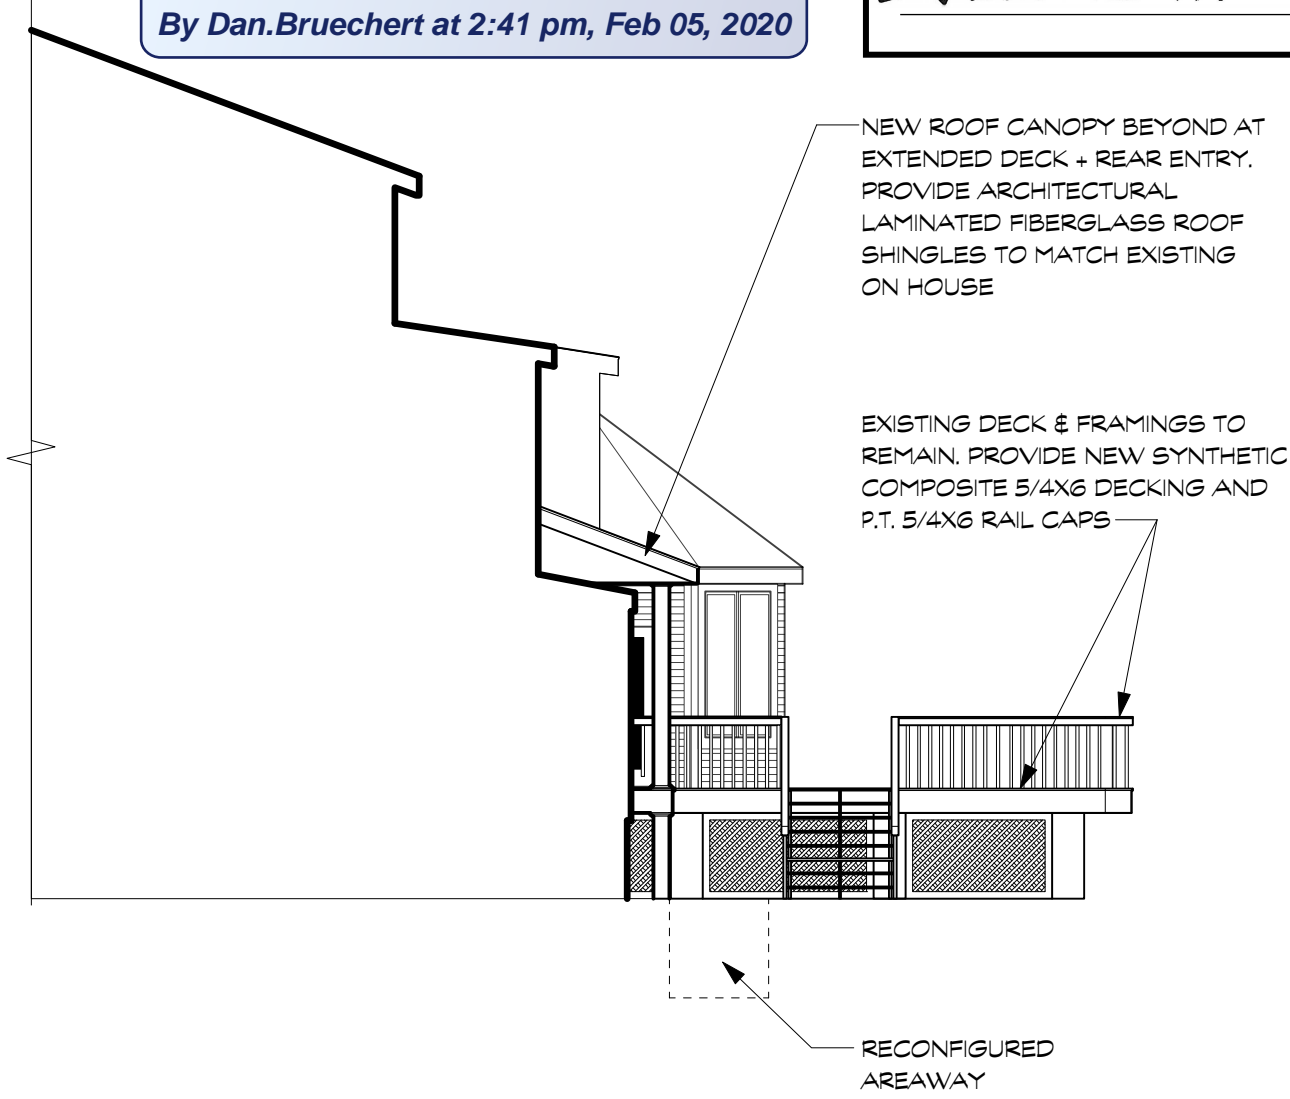 By Dan.Bruechert at 2:41 pm, Feb 05, 2020
NEW ROOF CANOPY BEYOND AT
EXTENDED DECK + REAR ENTRY.
PROVIDE ARCHITECTURAL
LAMINATED FIBERGLASS ROOF
SHINGLES TO MATCH EXISTING
ON HOUSE
EXISTING DECK & FRAMINGS TO
REMAIN. PROVIDE NEW SYNTHETIC
COMPOSITE 5/4X6 DECKING AND
P.T. 5/4X6 RAIL CAPS
RECONFIGURED
AREAWAY